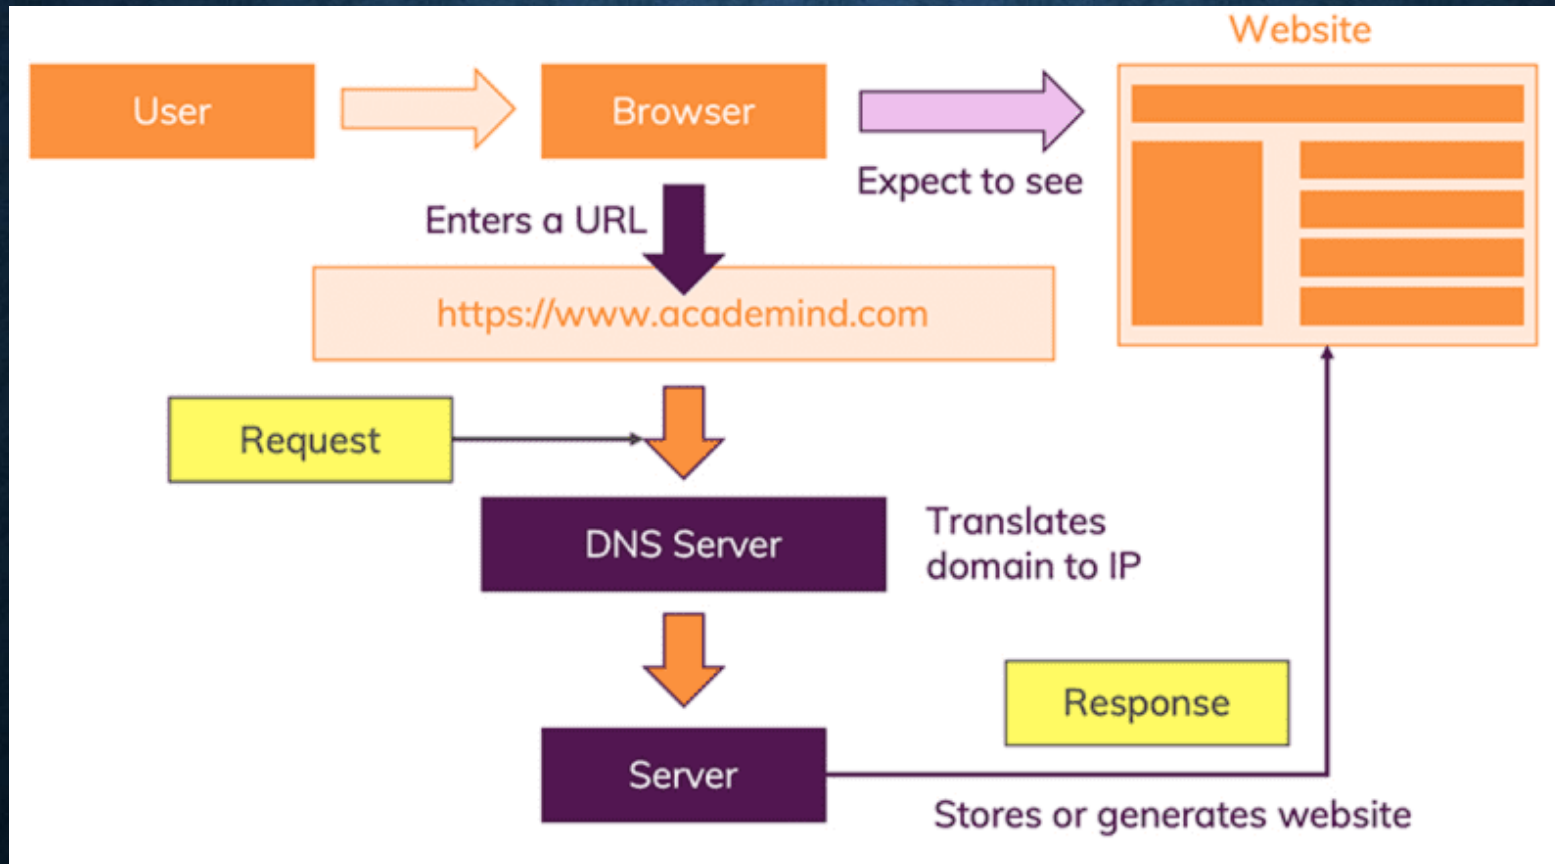 Website
User
Browser
Expect to see
Enters a URL
https://www.academind.com
Request
DNS Server
Translates
domain to IP
Response
Server
Stores or generates website